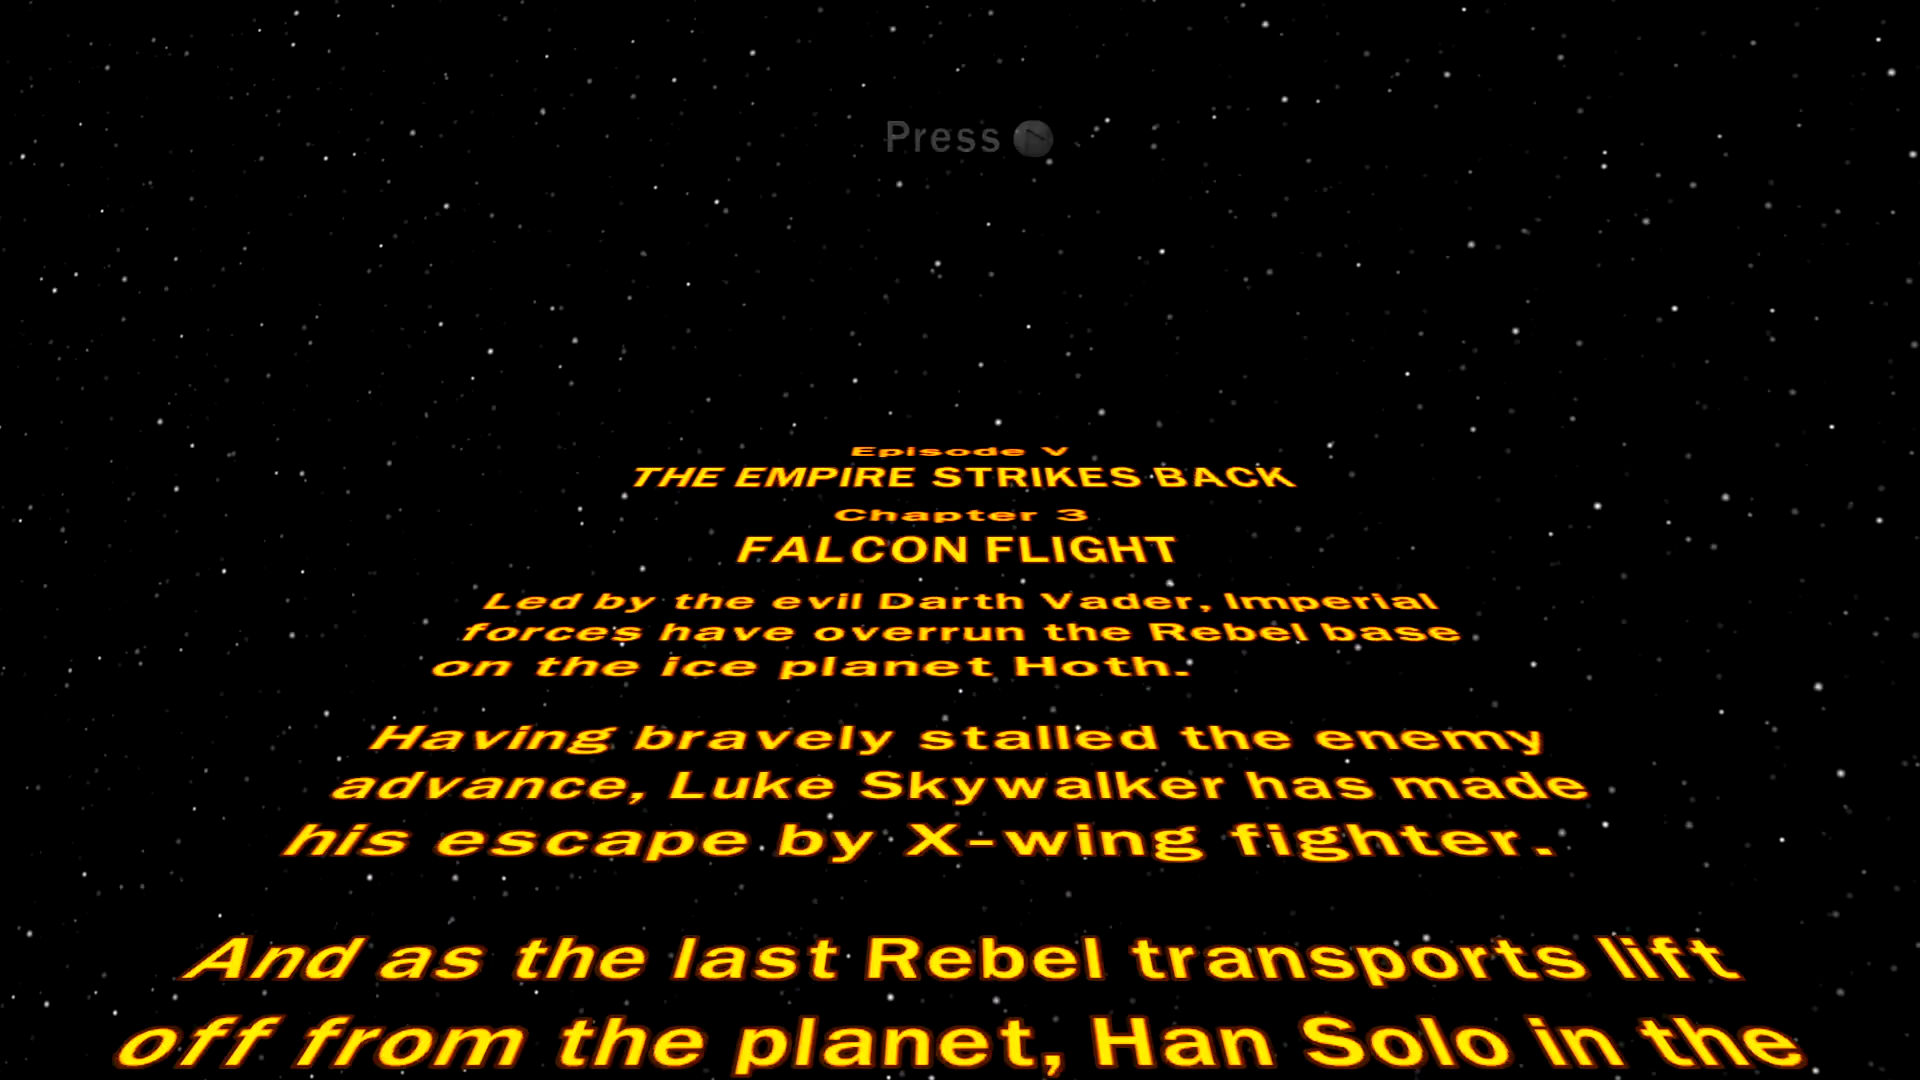 Press
Episode V
THE EMPIRE STRIKES BACK
Chapter 3
FALCON FLIGHT
Led by the evil Darth Vader, Imperial
forces have overrun the Rebel base
on the ice planet Hoth.
Having bravely stalled the enemy
advance, Luke Skywalker has made
his escape by X-wing fighter.
And as the last Rebel transports lift
off from the planet, Han Solo in the